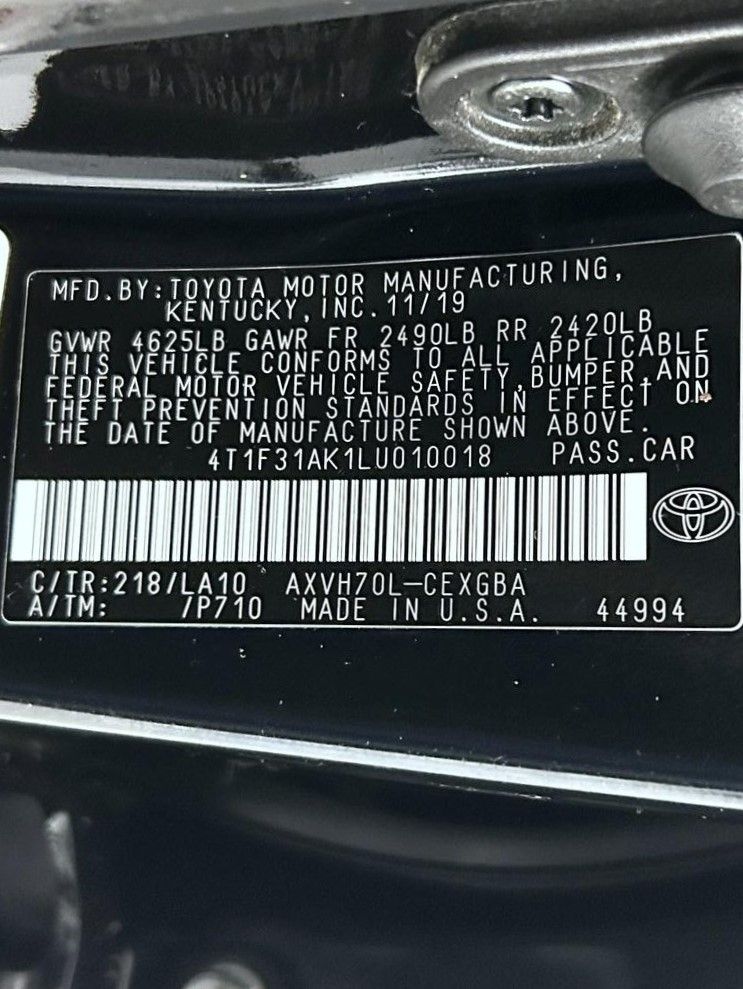 MFD.BY:TOYOTA MOTOR MANUFACTURING,
KENTUCKY,INC.11/19
GVWR 4625LB GAWR FR 2490LB RR 2420LB
THIS VEHICLE CONFORMS TO ALL APPLICABLE
FEDERAL MOTOR VEHICLE SAFETY,BUMPER,AND
THEFT PREVENTION STANDARDS IN EFFECT ON
THE DATE OF MANUFACTURE SHOWN ABOVE.
4T1F31AK1LU010018 PASS.CAR
C/TR:218/LA10 AXVH70L-CEXGBA
A/TM: /P710 MADE IN U.S.A. 44994